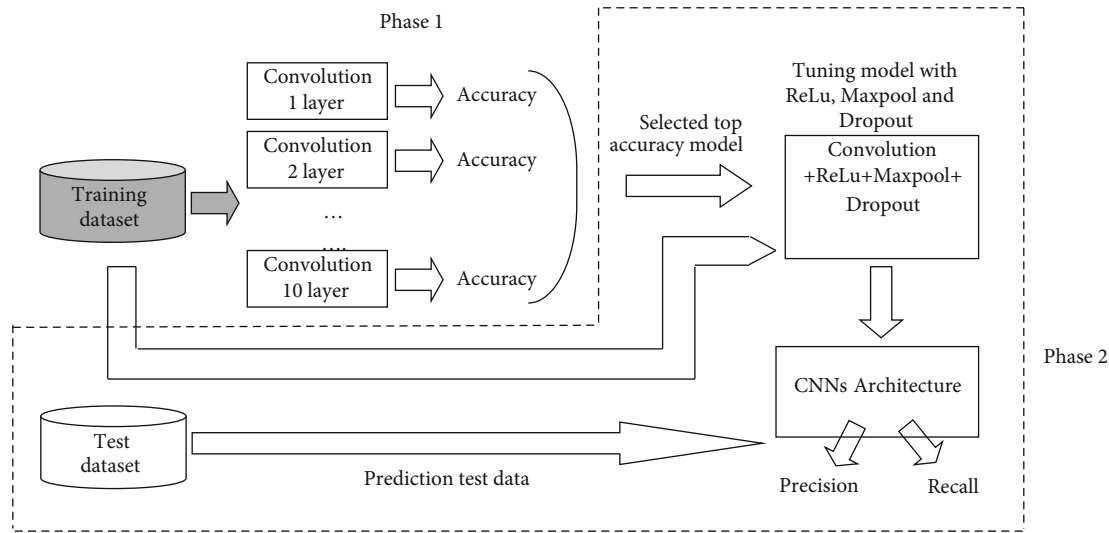 Phase 1
Convolution
1 layer
Accuracy
Convolution
2 layer
Accuracy
Training
dataset
…
….
Convolution
10 layer
Accuracy
Selected top
accuracy model
Tuning model with
ReLu, Maxpool and
Dropout
Convolution
+ReLu+Maxpool+
Dropout
CNNs Architecture
Phase 2
Test
dataset
Prediction test data
Precision
Recall